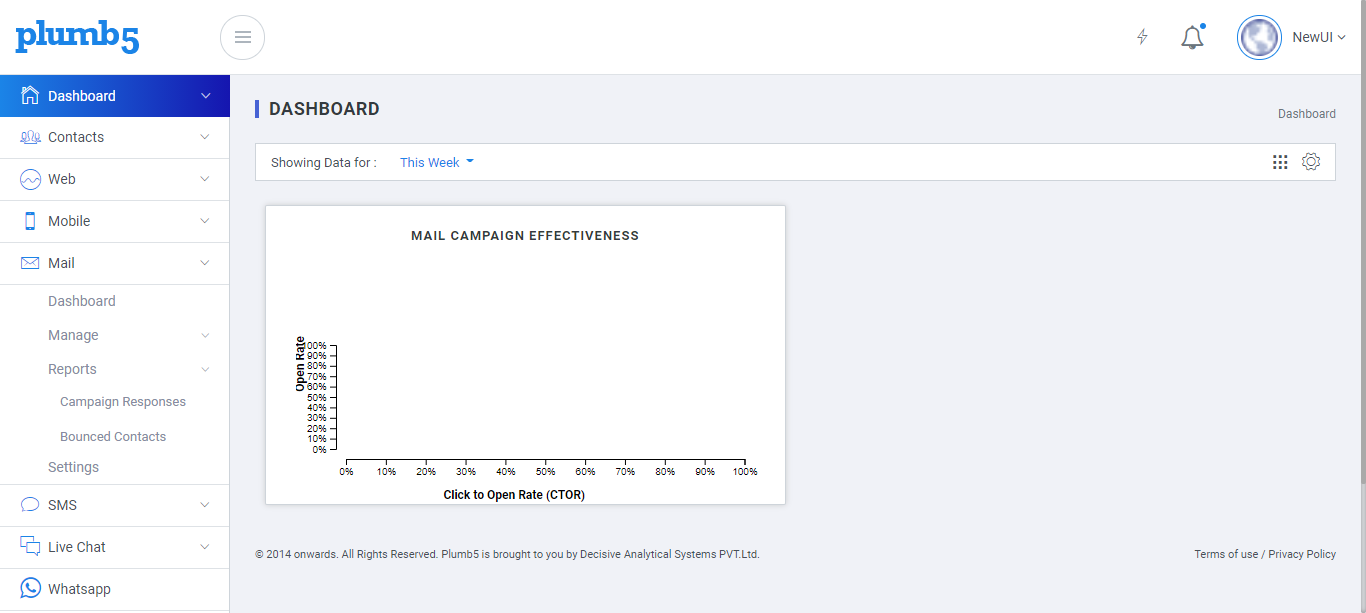 plumb5
NewUI
Dashboard
Contacts
Web
Mobile
Mail
Dashboard
Manage
Reports
Campaign Responses
Bounced Contacts
Settings
SMS
Live Chat
Whatsapp
DASHBOARD
Dashboard
Showing Data for :
This Week
MAIL CAMPAIGN EFFECTIVENESS
Open Rate
100%
90%
80%
70%
60%
50%
40%
30%
20%
10%
0%
0% 10% 20% 30% 40% 50% 60% 70% 80% 90% 100%
Click to Open Rate (CTOR)
© 2014 onwards. All Rights Reserved. Plumb5 is brought to you by Decisive Analytical Systems PVT.Ltd.
Terms of use / Privacy Policy